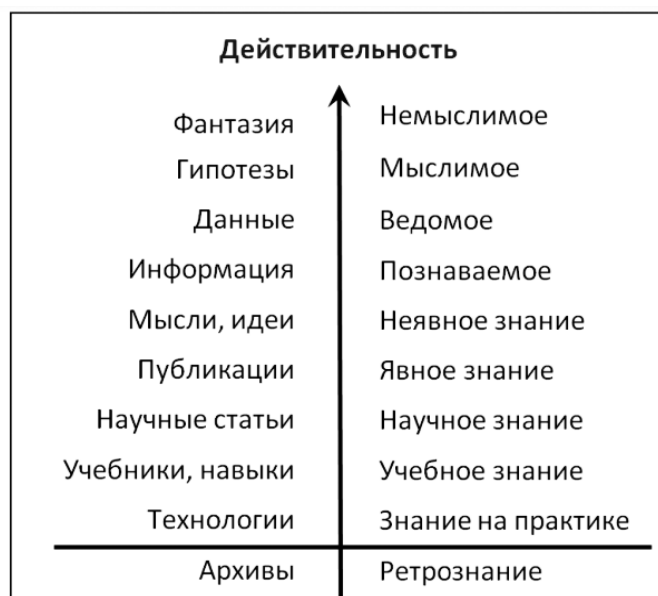 Действительность
Фантазия Немыслимое
Гипотезы Мыслимое
Данные Ведомое
Информация Познаваемое
Мысли, идеи Неявное знание
Публикации Явное знание
Научные статьи Научное знание
Учебники, навыки Учебное знание
Технологии Знание на практике
Архивы Ретрознание